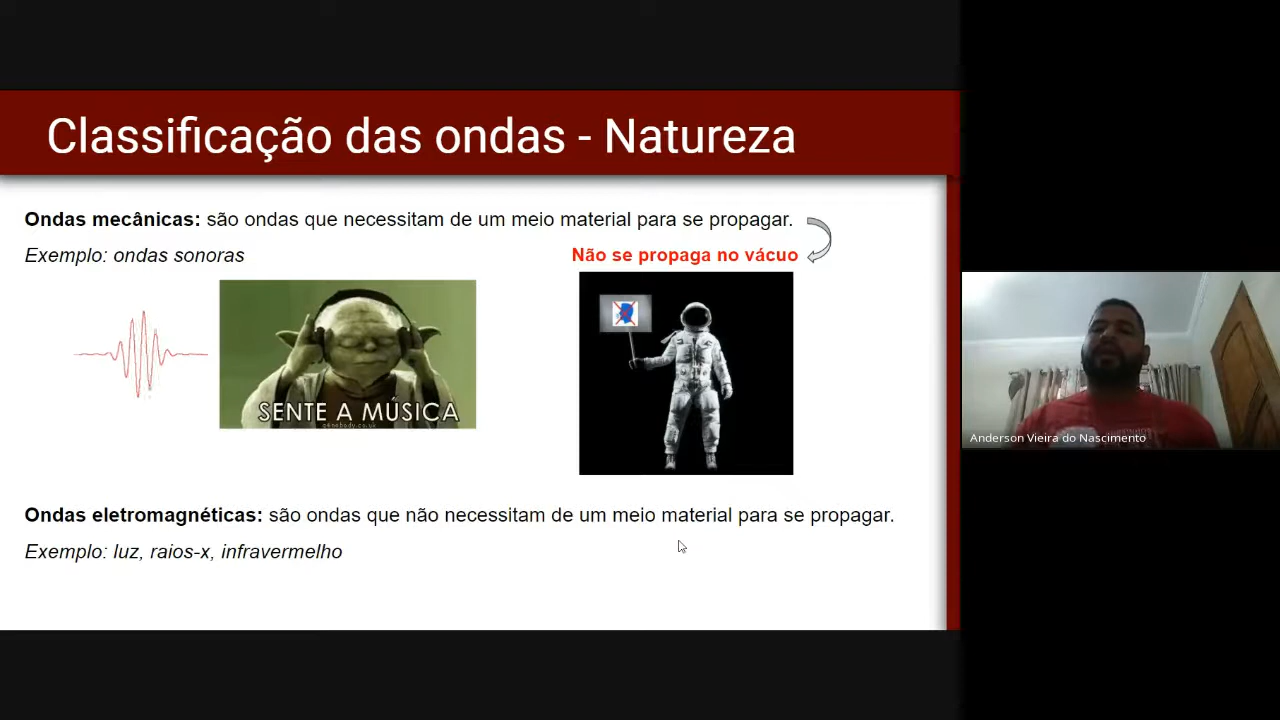 Classificação das ondas - Natureza
Ondas mecânicas: são ondas que necessitam de um meio material para se propagar.
Exemplo: ondas sonoras
Não se propaga no vácuo
SENTE A MÚSICA
Ondas eletromagnéticas: são ondas que não necessitam de um meio material para se propagar.
Exemplo: luz, raios-x, infravermelho
Anderson Vieira do Nascimento